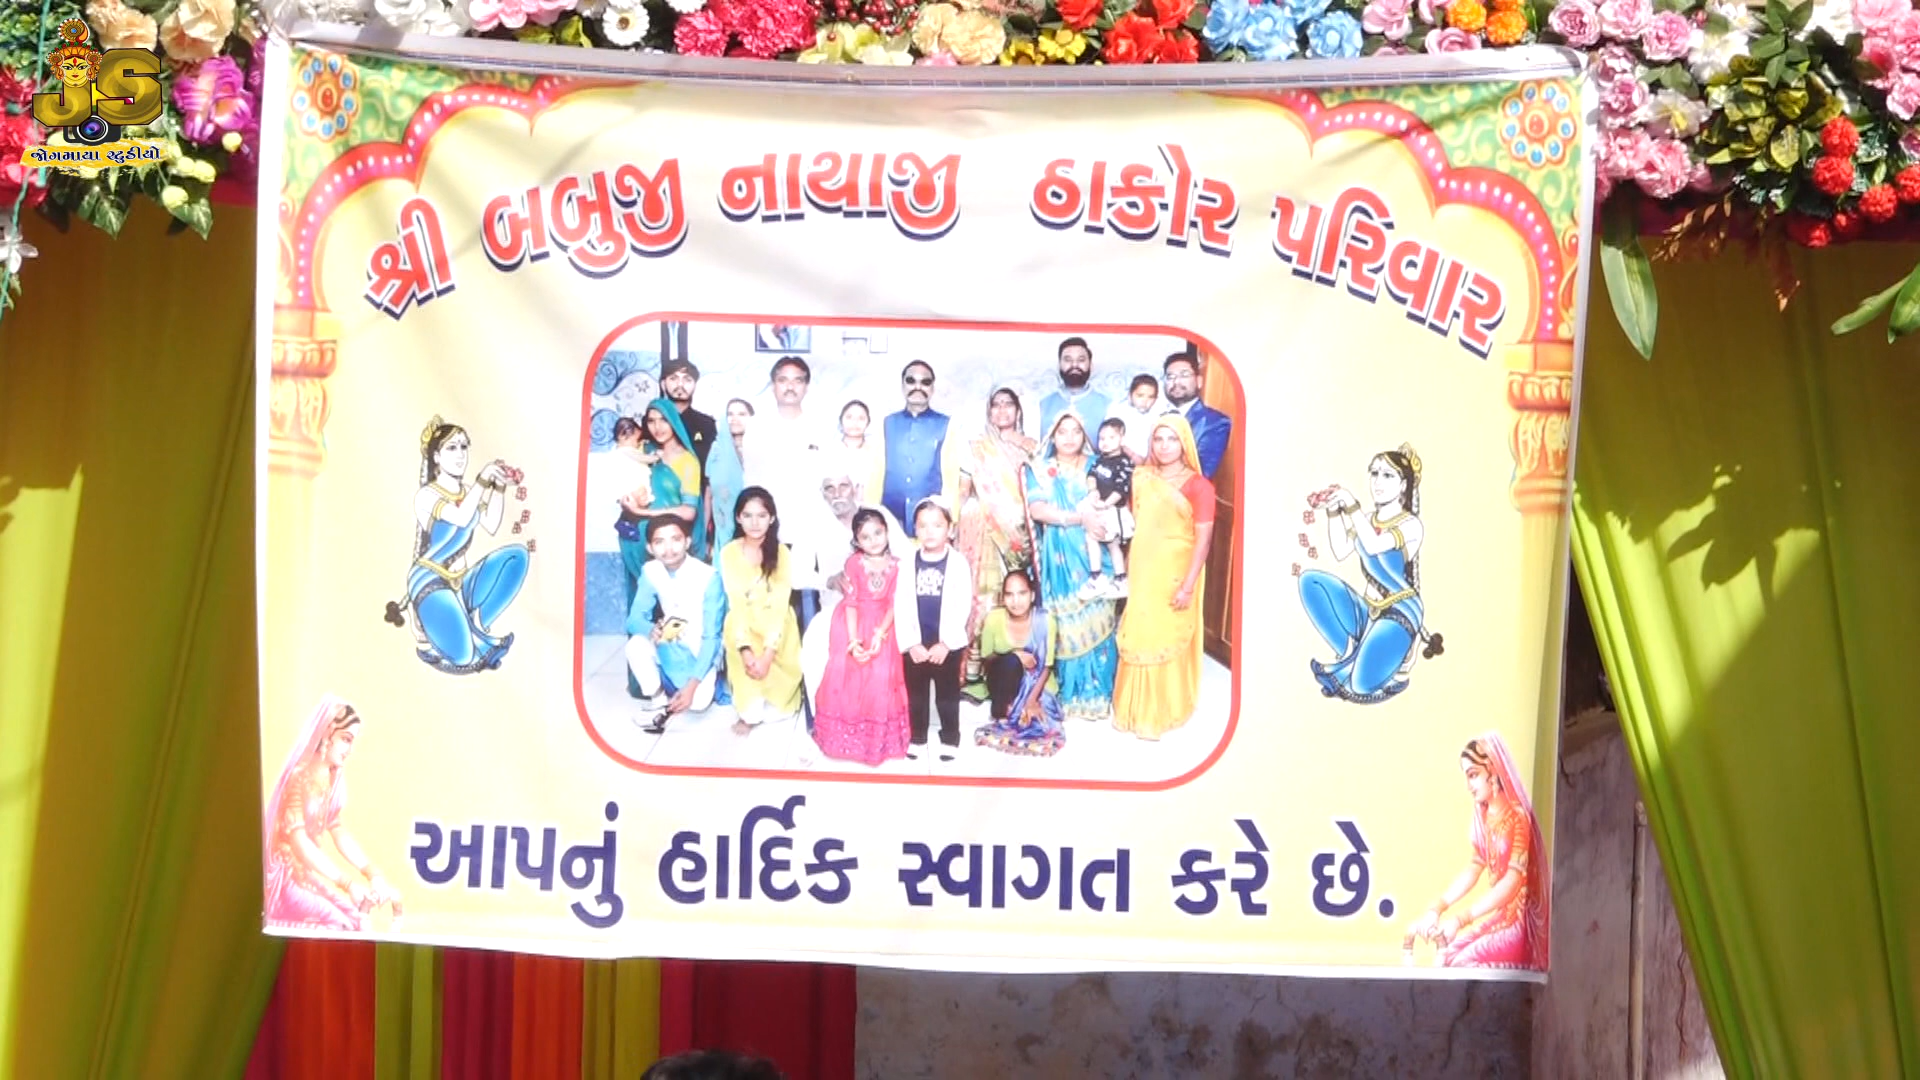 JS
જોગમાયા સ્ટુડીયો
શ્રી બબુજી નાથાજી ઠાકોર પરિવાર
આપનું હાર્દિક સ્વાગત કરે છે.